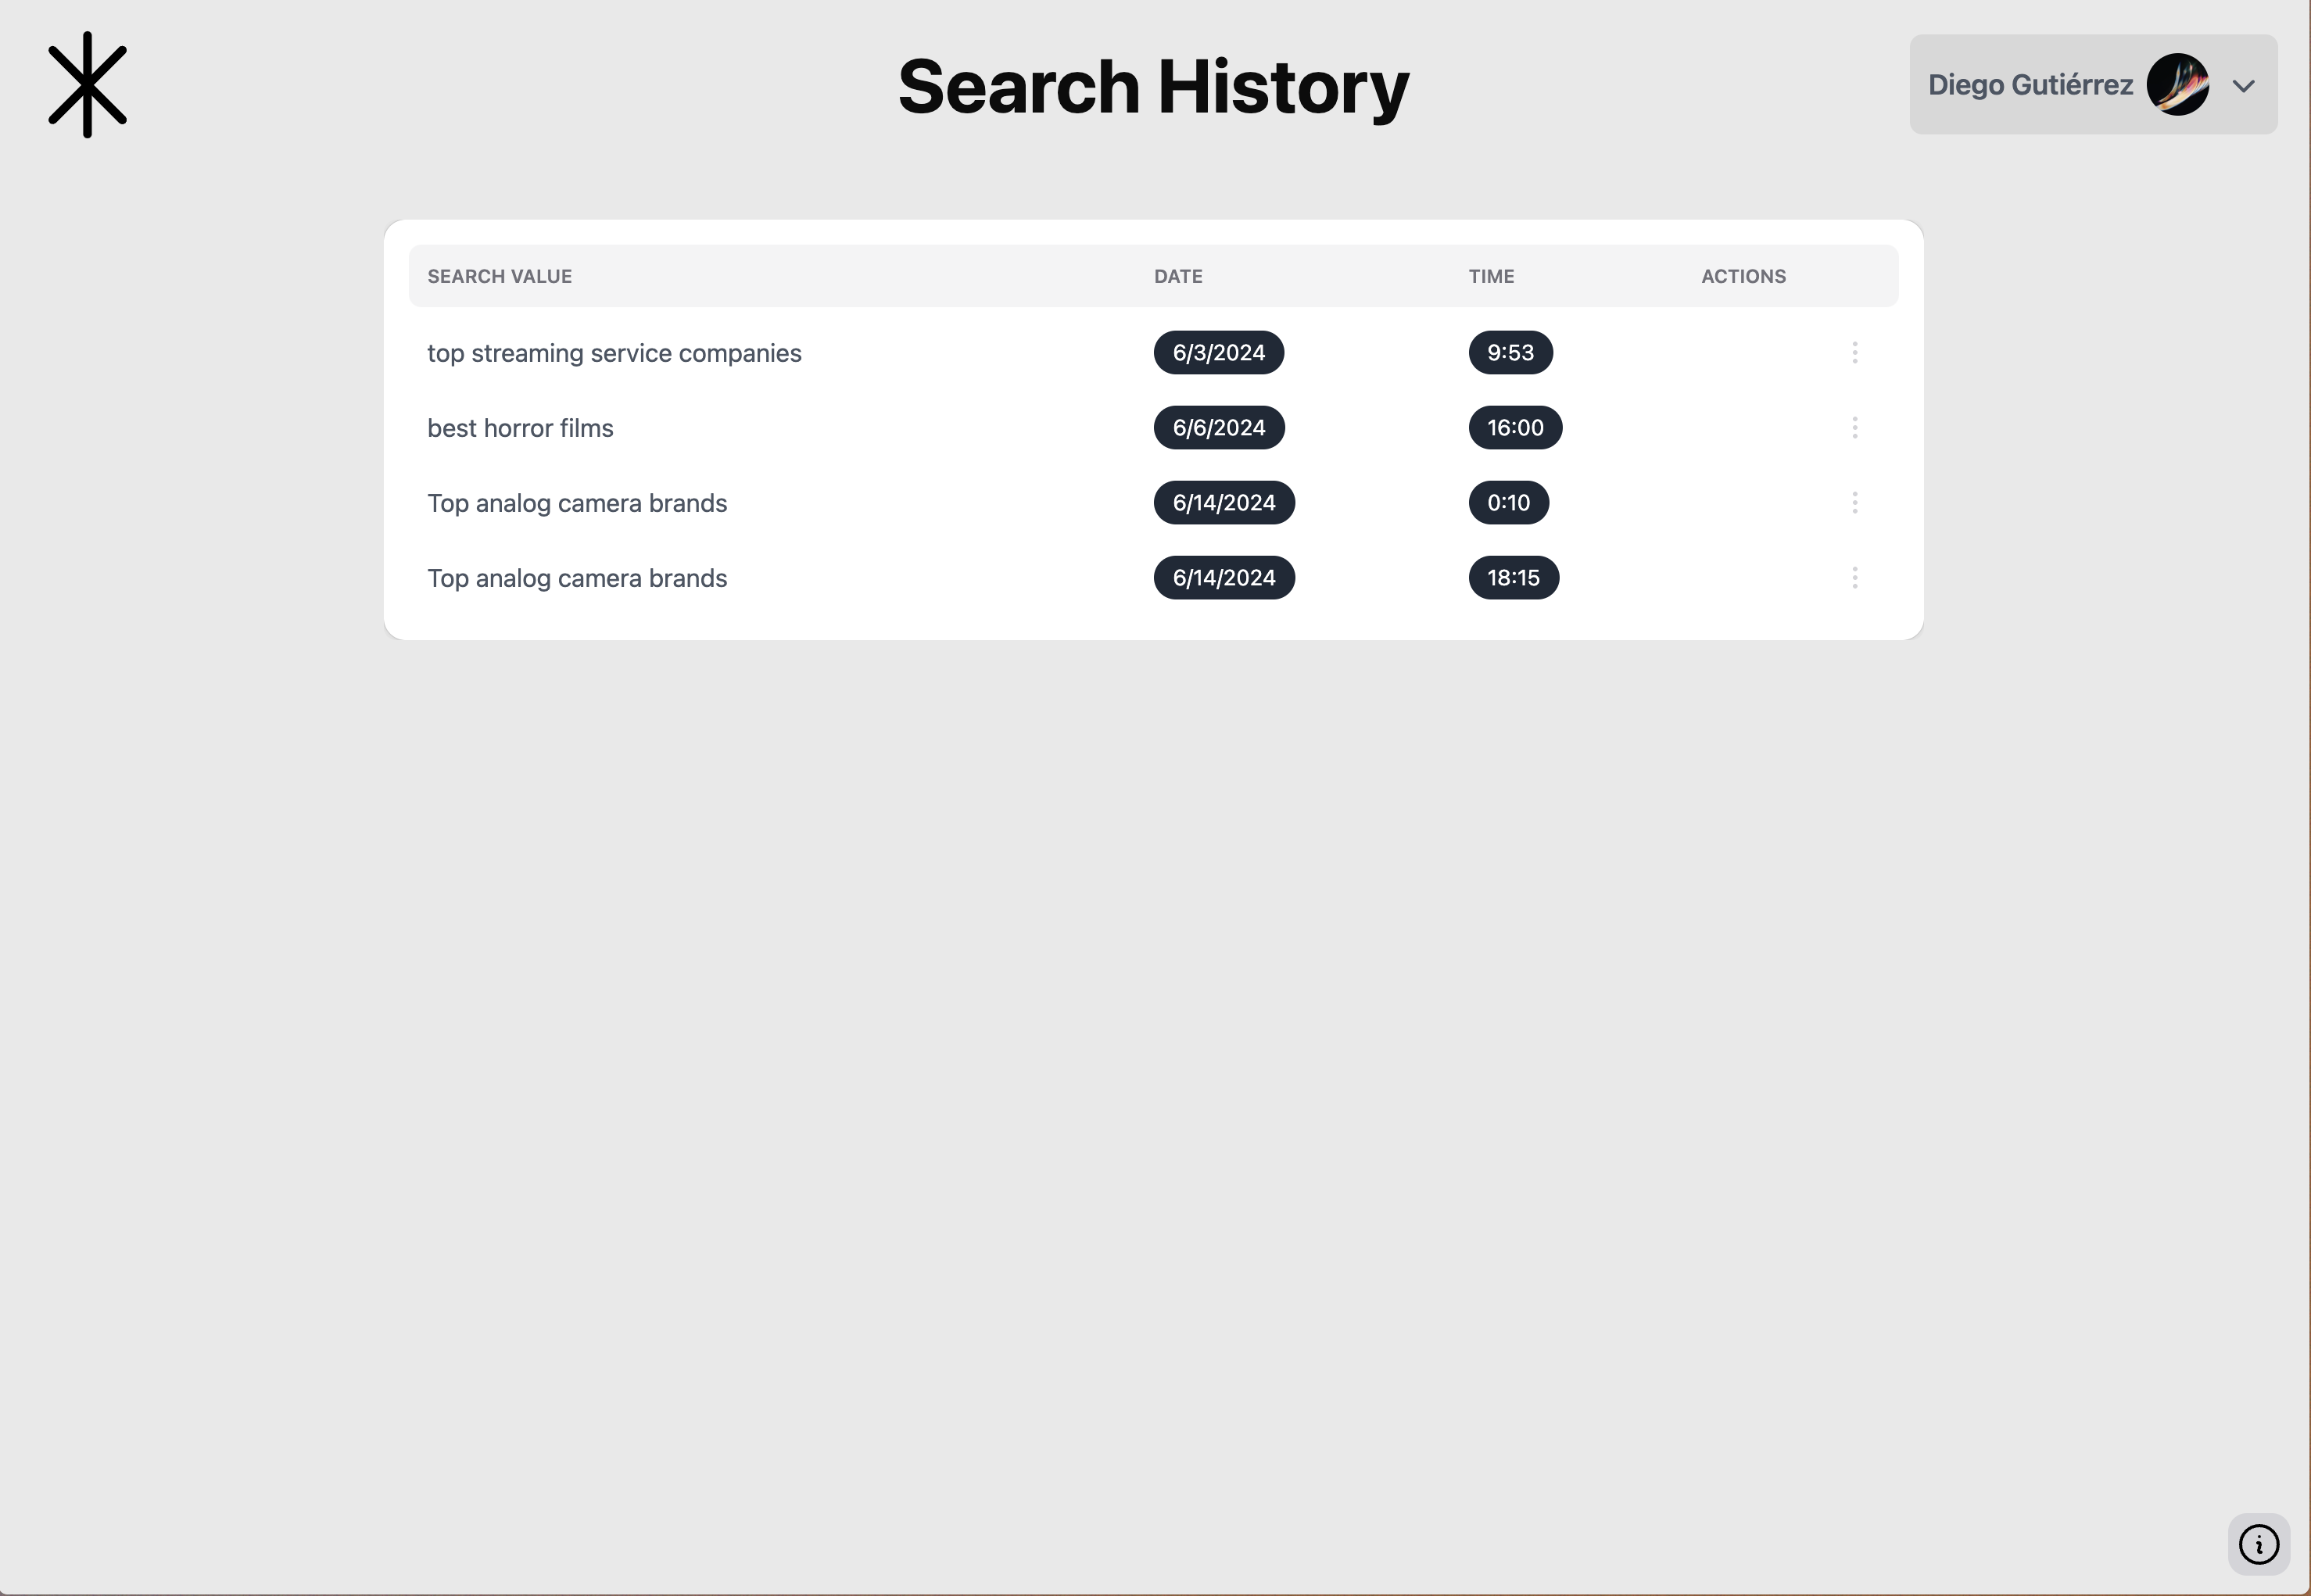 Search History
Diego Gutiérrez
SEARCH VALUE DATE TIME ACTIONS
top streaming service companies 6/3/2024 9:53
best horror films 6/6/2024 16:00
Top analog camera brands 6/14/2024 0:10
Top analog camera brands 6/14/2024 18:15